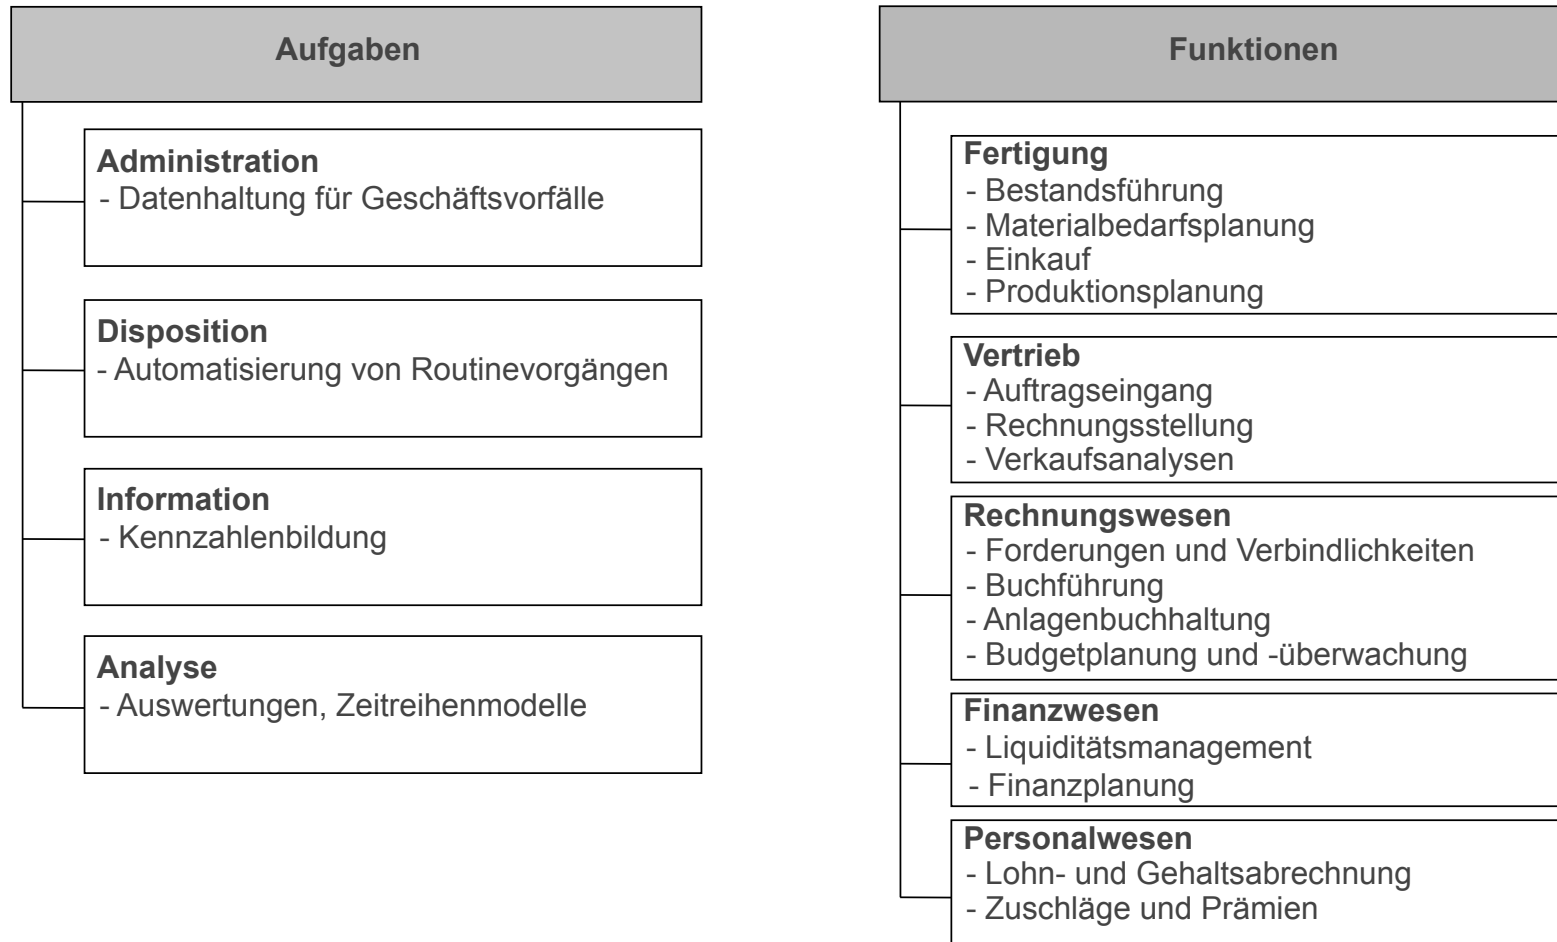 Aufgaben
Administration
- Datenhaltung für Geschäftsvorfälle
Disposition
- Automatisierung von Routinevorgängen
Information
- Kennzahlenbildung
Analyse
- Auswertungen, Zeitreihenmodelle
Funktionen
Fertigung
- Bestandsführung
- Materialbedarfsplanung
- Einkauf
- Produktionsplanung
Vertrieb
- Auftragseingang
- Rechnungsstellung
- Verkaufsanalysen
Rechnungswesen
- Forderungen und Verbindlichkeiten
- Buchführung
- Anlagenbuchhaltung
- Budgetplanung und -überwachung
Finanzwesen
- Liquiditätsmanagement
- Finanzplanung
Personalwesen
- Lohn- und Gehaltsabrechnung
- Zuschläge und Prämien